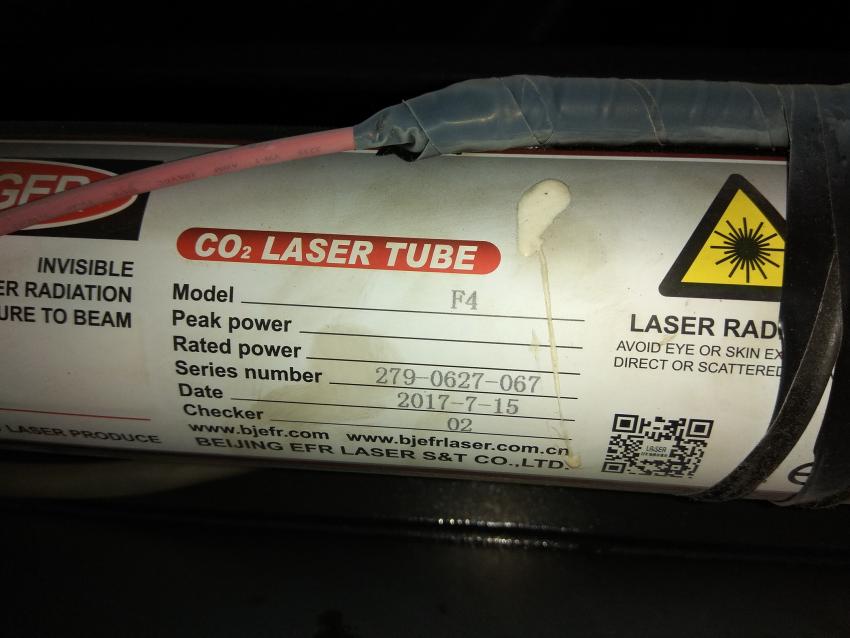 GER
INVISIBLE
ER RADIATION
URE TO BEAM
LASER PRODUCE
CO₂ LASER TUBE
Model F4
Peak power
Rated power
Series number 279-0627-067
Date 2017-7-15
Checker 02
www.bjefr.com www.bjefrlaser.com.cn
BEIJING EFR LASER S&T CO.,LTD.
LASER RAD
AVOID EYE OR SKIN EX
DIRECT OR SCATTERED
LASER